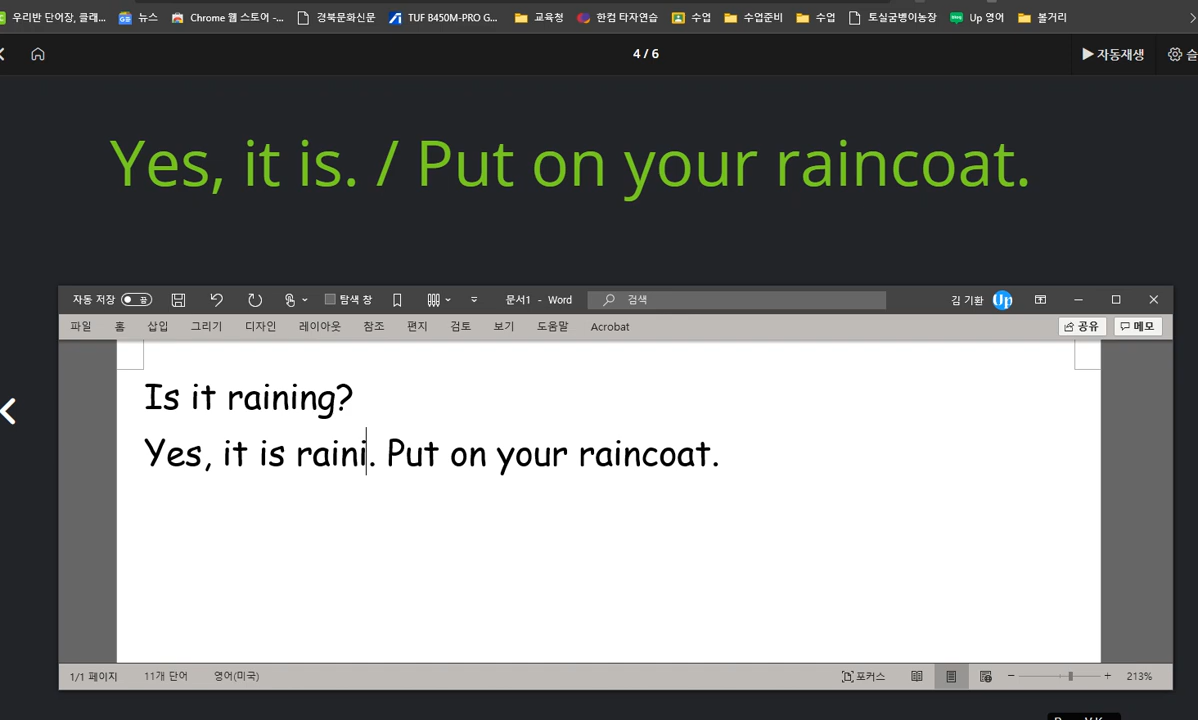 우리반 단어장, 클래... 뉴스 Chrome 웹 스토어 -... 경북문화신문 TUF B450M-PRO G... 교육청 한컴 타자연습 수업 수업준비 수업 토실굼벵이농장 Up 영어 볼거리
4 / 6 자동재생 슬
Yes, it is. / Put on your raincoat.
자동 저장 끔 탐색 창 문서1 - Word 검색 김 기환 Up
파일 홈 삽입 그리기 디자인 레이아웃 참조 편지 검토 보기 도움말 Acrobat 공유 메모
Is it raining?
Yes, it is raini. Put on your raincoat.
1/1 페이지 11개 단어 영어(미국) 포커스 213%